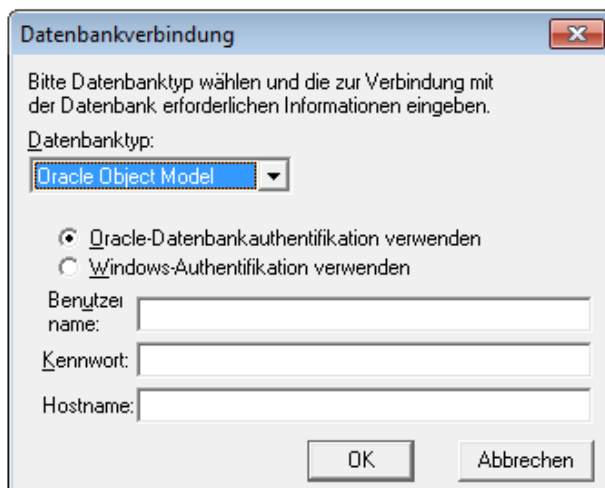 Datenbankverbindung
Bitte Datenbanktyp wählen und die zur Verbindung mit
der Datenbank erforderlichen Informationen eingeben.
Datenbanktyp:
Oracle Object Model
Oracle-Datenbankauthentifikation verwenden
Windows-Authentifikation verwenden
Benutzer
name:
Kennwort:
Hostname:
OK Abbrechen